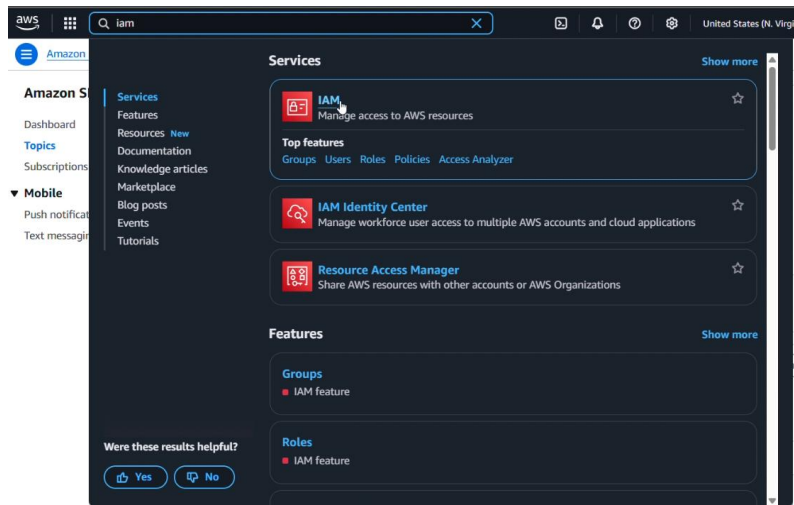 aws
iam
United States (N. Virgi
Amazon
Amazon S
Dashboard
Topics
Subscriptions
Mobile
Push notificat
Text messagin
Services
Features
Resources New
Documentation
Knowledge articles
Marketplace
Blog posts
Events
Tutorials
Were these results helpful?
Yes
No
Services
Show more
IAM
Manage access to AWS resources
Top features
Groups Users Roles Policies Access Analyzer
IAM Identity Center
Manage workforce user access to multiple AWS accounts and cloud applications
Resource Access Manager
Share AWS resources with other accounts or AWS Organizations
Features
Show more
Groups
IAM feature
Roles
IAM feature